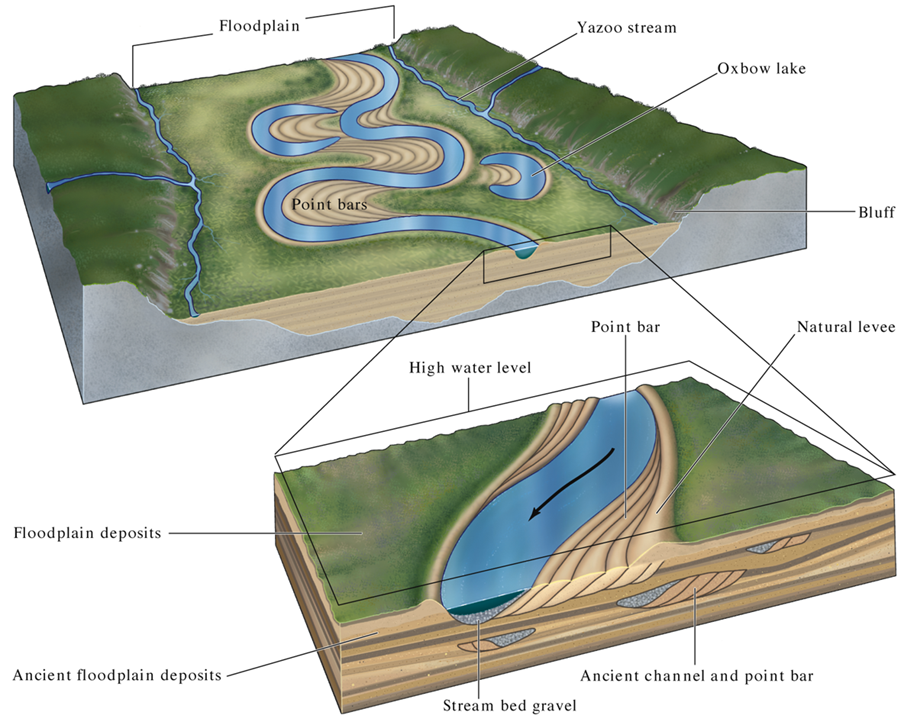 Floodplain
Yazoo stream
Oxbow lake
Point bars
Bluff
Point bar
Natural levee
High water level
Floodplain deposits
Ancient floodplain deposits
Ancient channel and point bar
Stream bed gravel